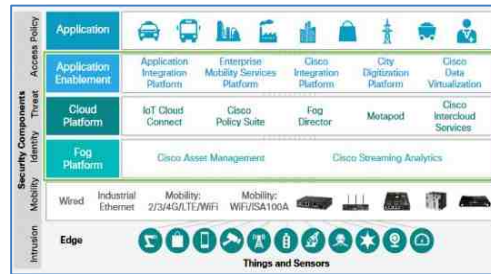 Security Components
Access Policy
Threat
Identity
Mobility
Intrusion
Application
Application
Enablement
Application
Integration
Platform
Enterprise
Mobility Services
Platform
Cisco
Integration
Platform
City
Digitization
Platform
Cisco
Data
Virtualization
Cloud
Platform
IoT Cloud
Connect
Cisco
Policy Suite
Fog
Director
Metapod
Cisco
Intercloud
Services
Fog
Platform
Cisco Asset Management
Cisco Streaming Analytics
Wired
Industrial
Ethernet
Mobility:
2/3/4G/LTE/WiFi
Mobility:
WiFi/ISA100A
Edge
Things and Sensors